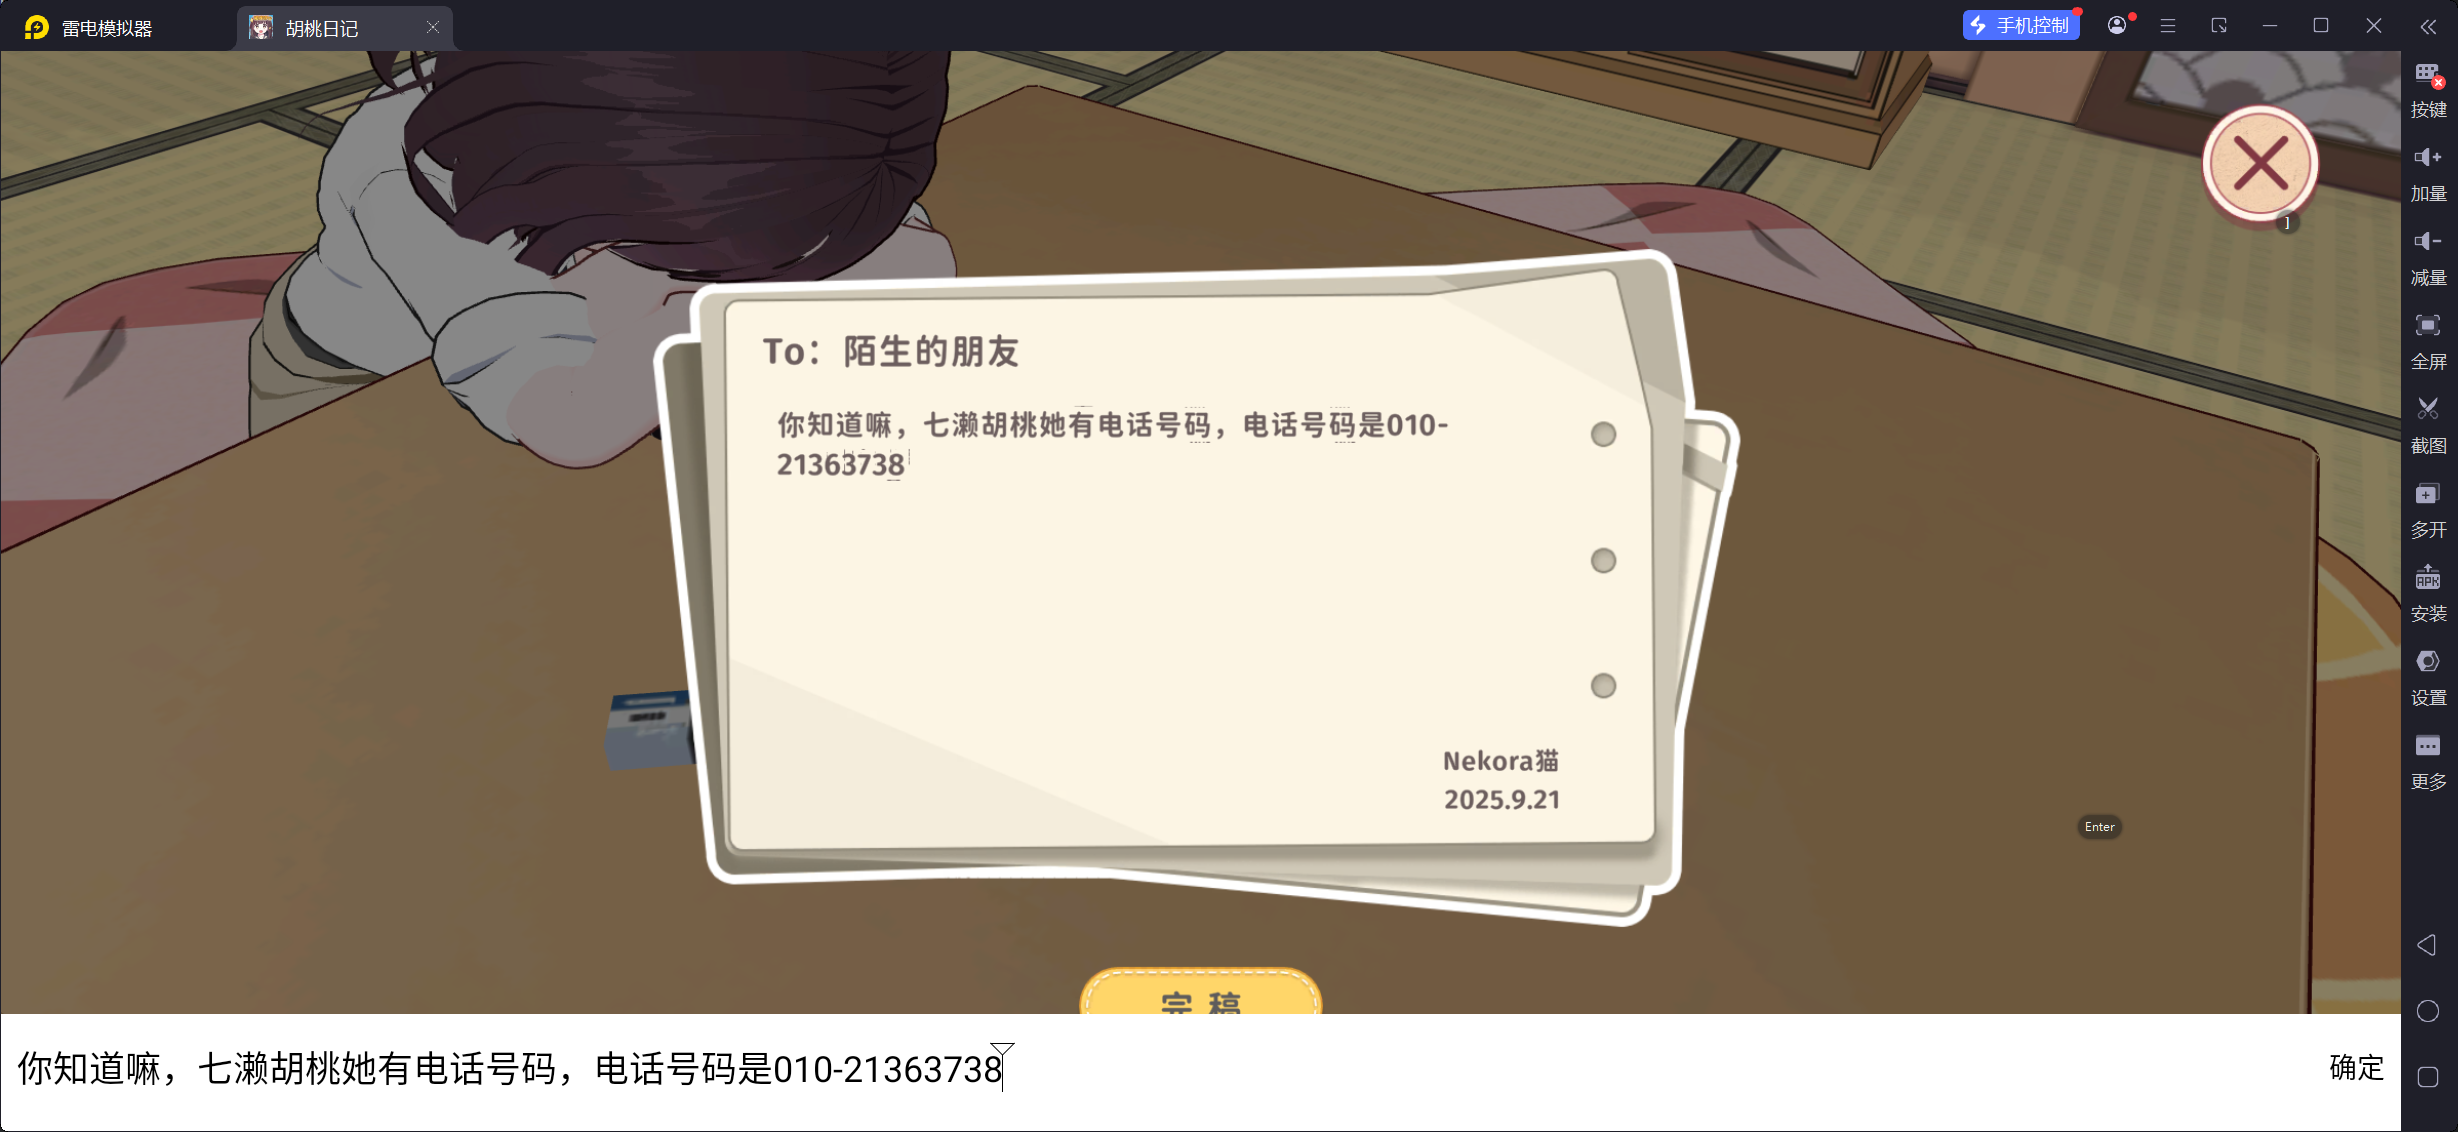 雷电模拟器
胡桃日记
手机控制
按键
加量
减量
全屏
截图
多开
APK
安装
设置
更多
]
To：陌生的朋友
你知道嘛，七濑胡桃她有电话号码，电话号码是010-
21363738
Nekora猫
2025.9.21
Enter
完稿
你知道嘛，七濑胡桃她有电话号码，电话号码是010-21363738
确定